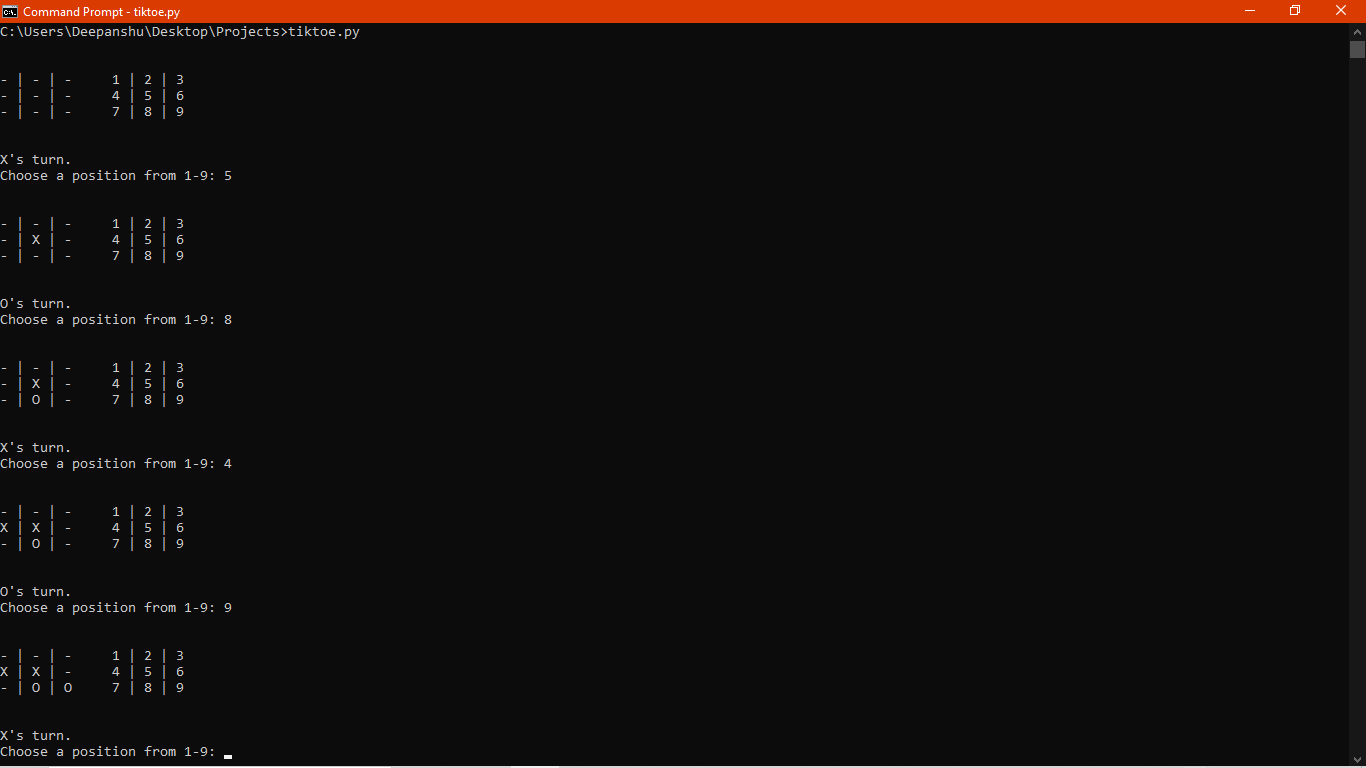 Command Prompt - tiktoe.py
C:\Users\Deepanshu\Desktop\Projects>tiktoe.py
- | - | -     1 | 2 | 3
- | - | -     4 | 5 | 6
- | - | -     7 | 8 | 9
X's turn.
Choose a position from 1-9: 5
- | - | -     1 | 2 | 3
- | X | -     4 | 5 | 6
- | - | -     7 | 8 | 9
O's turn.
Choose a position from 1-9: 8
- | - | -     1 | 2 | 3
- | X | -     4 | 5 | 6
- | O | -     7 | 8 | 9
X's turn.
Choose a position from 1-9: 4
- | - | -     1 | 2 | 3
X | X | -     4 | 5 | 6
- | O | -     7 | 8 | 9
O's turn.
Choose a position from 1-9: 9
- | - | -     1 | 2 | 3
X | X | -     4 | 5 | 6
- | O | O     7 | 8 | 9
X's turn.
Choose a position from 1-9: